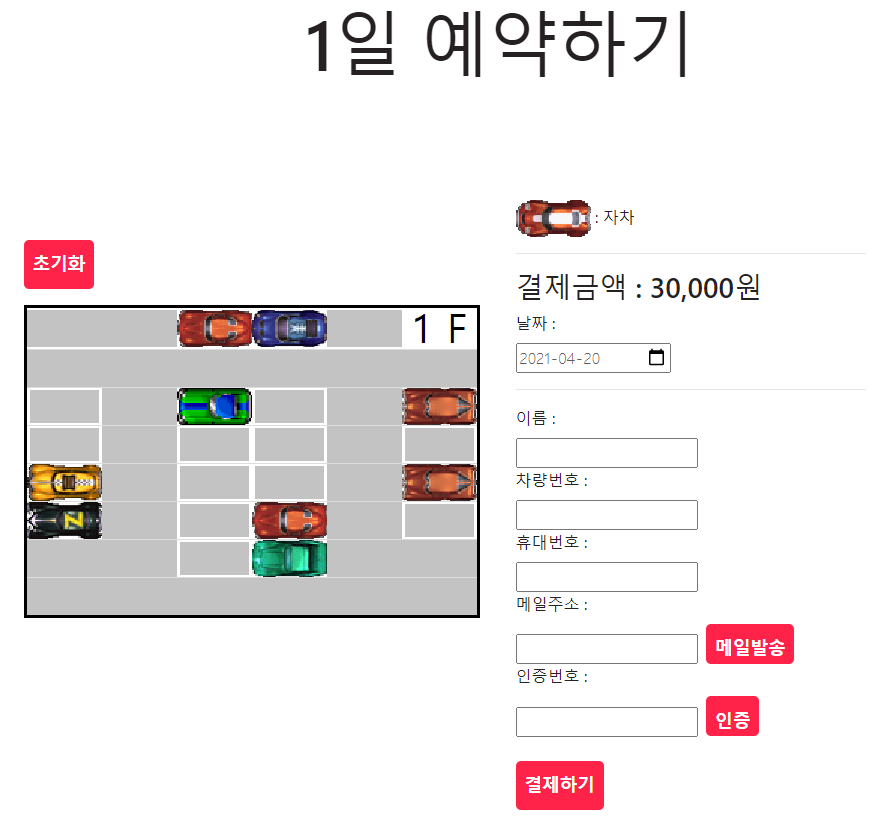 1일 예약하기
초기화
1 F
Z
: 자차
결제금액 : 30,000원
날짜 :
2021-04-20
이름 :
차량번호 :
휴대번호 :
메일주소 :
메일발송
인증번호 :
인증
결제하기